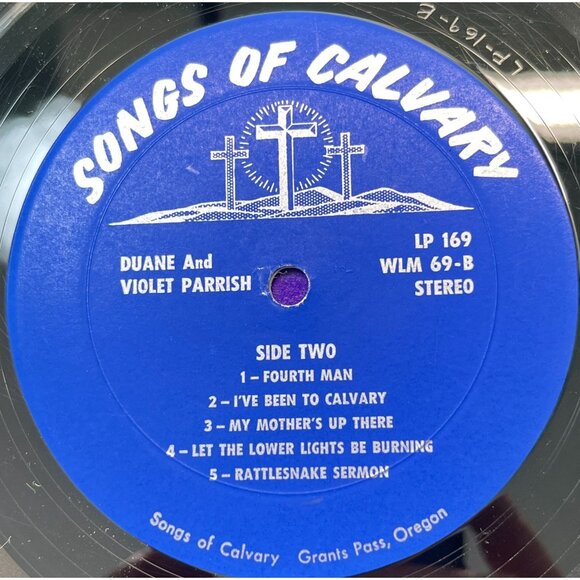 LP-169-B
SONGS OF CALVARY
DUANE And
VIOLET PARRISH
LP 169
WLM 69-B
STEREO
SIDE TWO
1 – FOURTH MAN
2 – I'VE BEEN TO CALVARY
3 – MY MOTHER'S UP THERE
4 – LET THE LOWER LIGHTS BE BURNING
5 – RATTLESNAKE SERMON
Songs of Calvary Grants Pass, Oregon